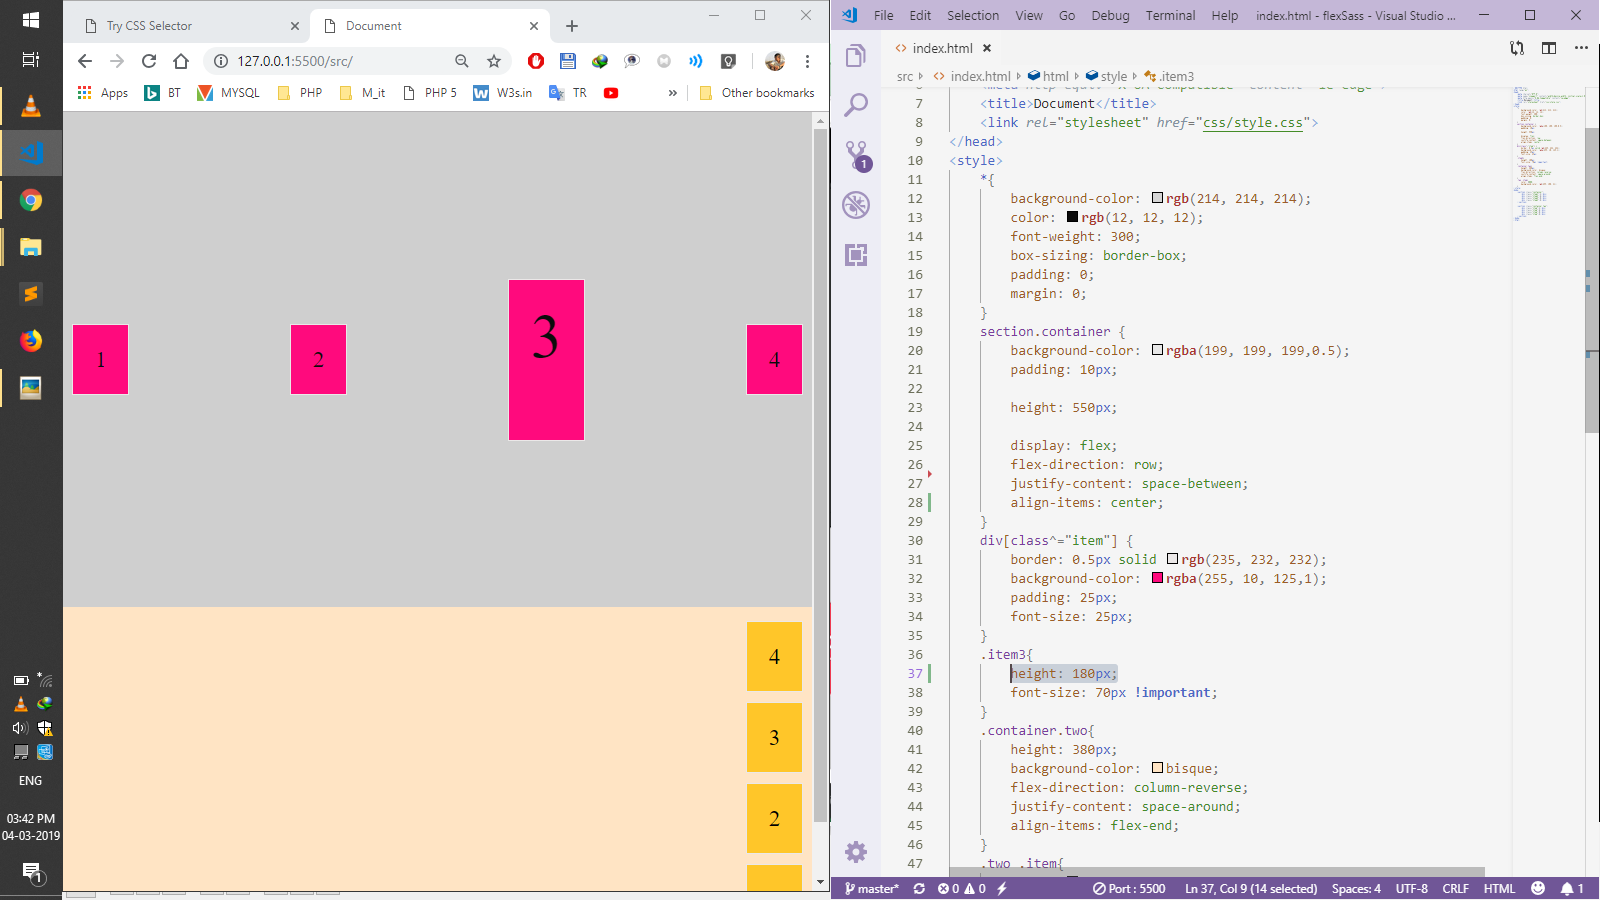 Try CSS Selector
Document
127.0.0.1:5500/src/
Apps
BT
MYSQL
PHP
M_it
PHP 5
W3s.in
TR
»
Other bookmarks
1
2
3
4
4
3
2
ENG
03:42 PM
04-03-2019
1
File Edit Selection View Go Debug Terminal Help index.html - flexSass - Visual Studio ...
index.html
src index.html html style .item3
1
7 <title>Document</title>
8 <link rel="stylesheet" href="css/style.css">
9 </head>
10 <style>
11 *{
12 background-color: rgb(214, 214, 214);
13 color: rgb(12, 12, 12);
14 font-weight: 300;
15 box-sizing: border-box;
16 padding: 0;
17 margin: 0;
18 }
19 section.container {
20 background-color: rgba(199, 199, 199,0.5);
21 padding: 10px;
22
23 height: 550px;
24
25 display: flex;
26 flex-direction: row;
27 justify-content: space-between;
28 align-items: center;
29 }
30 div[class^="item"] {
31 border: 0.5px solid rgb(235, 232, 232);
32 background-color: rgba(255, 10, 125,1);
33 padding: 25px;
34 font-size: 25px;
35 }
36 .item3{
37 height: 180px;
38 font-size: 70px !important;
39 }
40 .container.two{
41 height: 380px;
42 background-color: bisque;
43 flex-direction: column-reverse;
44 justify-content: space-around;
45 align-items: flex-end;
46 }
47 .two .item{
master* 0 0 Port : 5500 Ln 37, Col 9 (14 selected) Spaces: 4 UTF-8 CRLF HTML 1